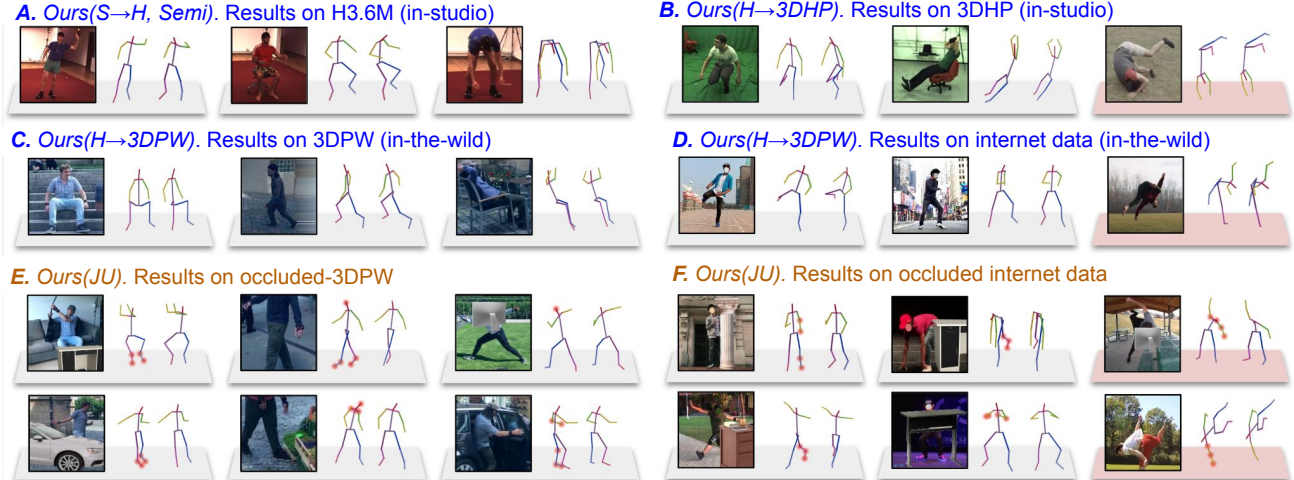 A. Ours(S→H, Semi). Results on H3.6M (in-studio)
B. Ours(H→3DHP). Results on 3DHP (in-studio)
C. Ours(H→3DPW). Results on 3DPW (in-the-wild)
D. Ours(H→3DPW). Results on internet data (in-the-wild)
E. Ours(JU). Results on occluded-3DPW
F. Ours(JU). Results on occluded internet data